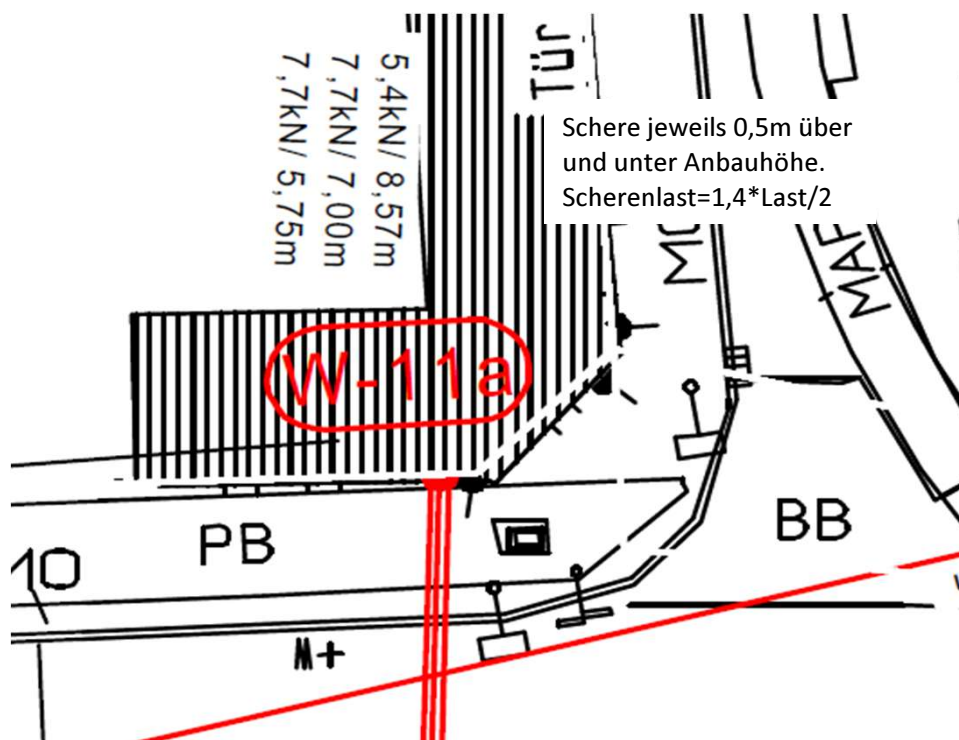 5,4kN/ 8,57m
7,7kN/ 7,00m
7,7kN/ 5,75m
Tür
Schere jeweils 0,5m über
und unter Anbauhöhe.
Scherenlast=1,4*Last/2
W-11a
PB
BB
10
M+